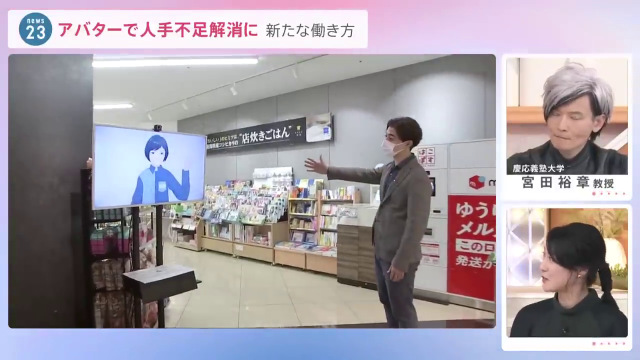 news
23
アバターで人手不足解消に 新たな働き方
"店炊きごはん"
ゆう
メル
この
発送
慶応義塾大学
宮田裕章 教授